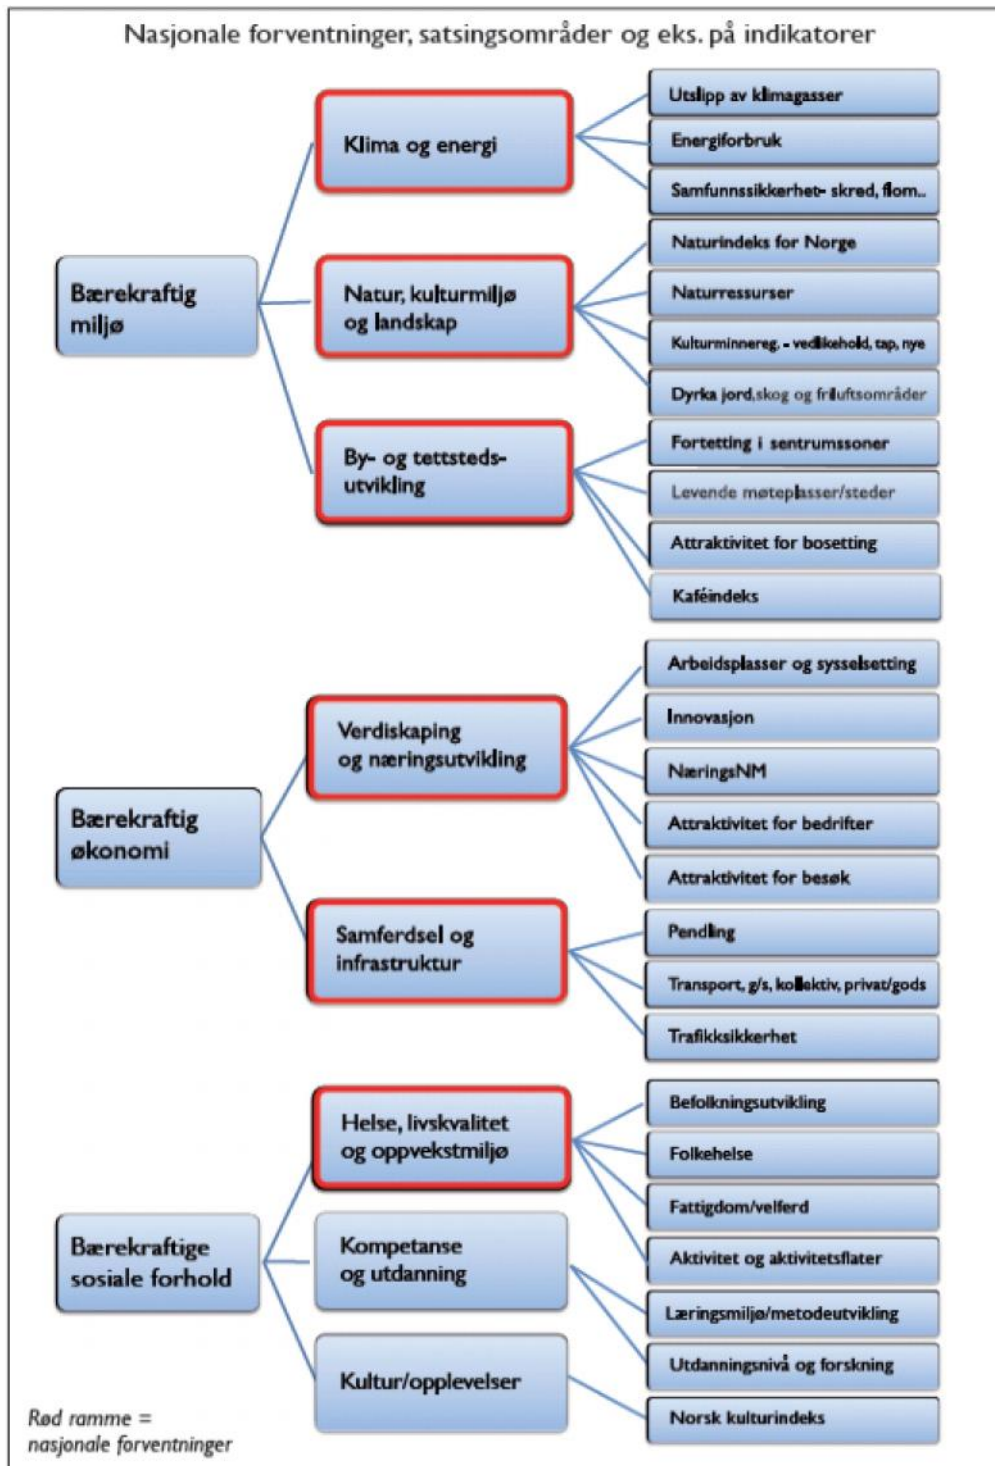 Nasjonale forventninger, satsingsområder og eks. på indikatorer
Bærekraftig
miljø
Klima og energi
Utslipp av klimagasser
Energiforbruk
Samfunnssikkerhet- skred, flom..
Natur, kulturmiljø
og landskap
Naturindeks for Norge
Naturressurser
Kulturminnereg. - vedlikehold, tap, nye
Dyrka jord,skog og friluftsområder
By- og tettsteds-
utvikling
Fortetting i sentrumssoner
Levende møteplasser/steder
Attraktivitet for bosetting
Kaféindeks
Bærekraftig
økonomi
Verdiskaping
og næringsutvikling
Arbeidsplasser og sysselsetting
Innovasjon
NæringsNM
Attraktivitet for bedrifter
Attraktivitet for besøk
Samferdsel og
infrastruktur
Pendling
Transport, g/s, kollektiv, privat/gods
Trafikksikkerhet
Bærekraftige
sosiale forhold
Helse, livskvalitet
og oppvekstmiljø
Befolkningsutvikling
Folkehelse
Fattigdom/velferd
Aktivitet og aktivitetsflater
Kompetanse
og utdanning
Læringsmiljø/metodeutvikling
Utdanningsnivå og forskning
Kultur/opplevelser
Norsk kulturindeks
Rød ramme =
nasjonale forventninger